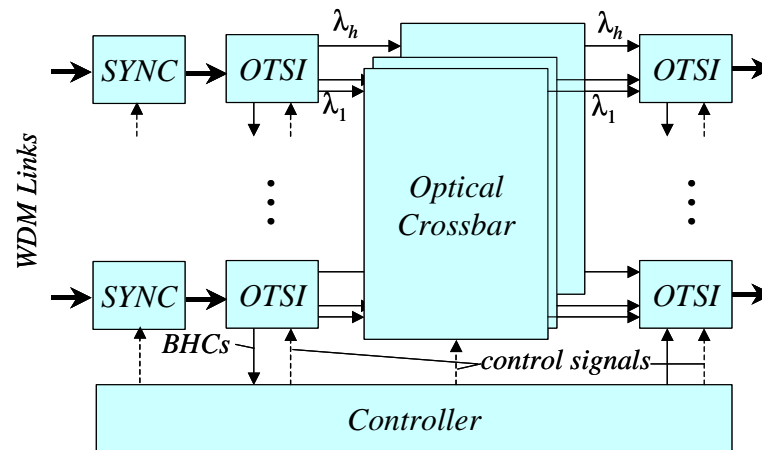 λh λh
SYNC OTSI OTSI
λ1 λ1
WDM Links
Optical
Crossbar
SYNC OTSI OTSI
BHCs control signals
Controller